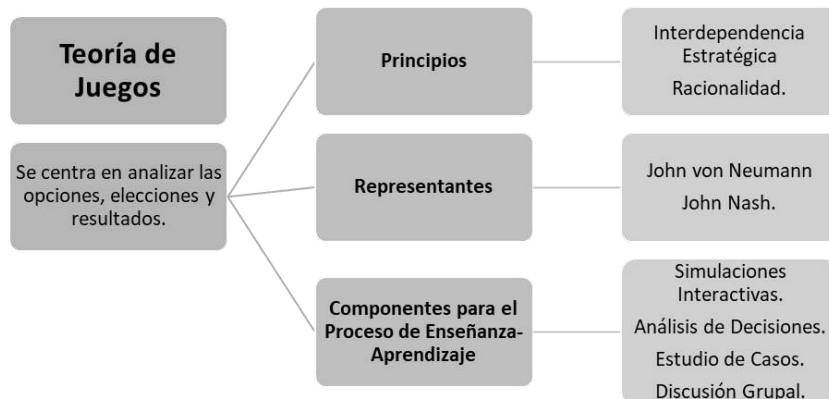 Teoría de
Juegos
Se centra en analizar las
opciones, elecciones y
resultados.
Principios
Interdependencia
Estratégica
Racionalidad.
Representantes
John von Neumann
John Nash.
Componentes para el
Proceso de Enseñanza-
Aprendizaje
Simulaciones
Interactivas.
Análisis de Decisiones.
Estudio de Casos.
Discusión Grupal.